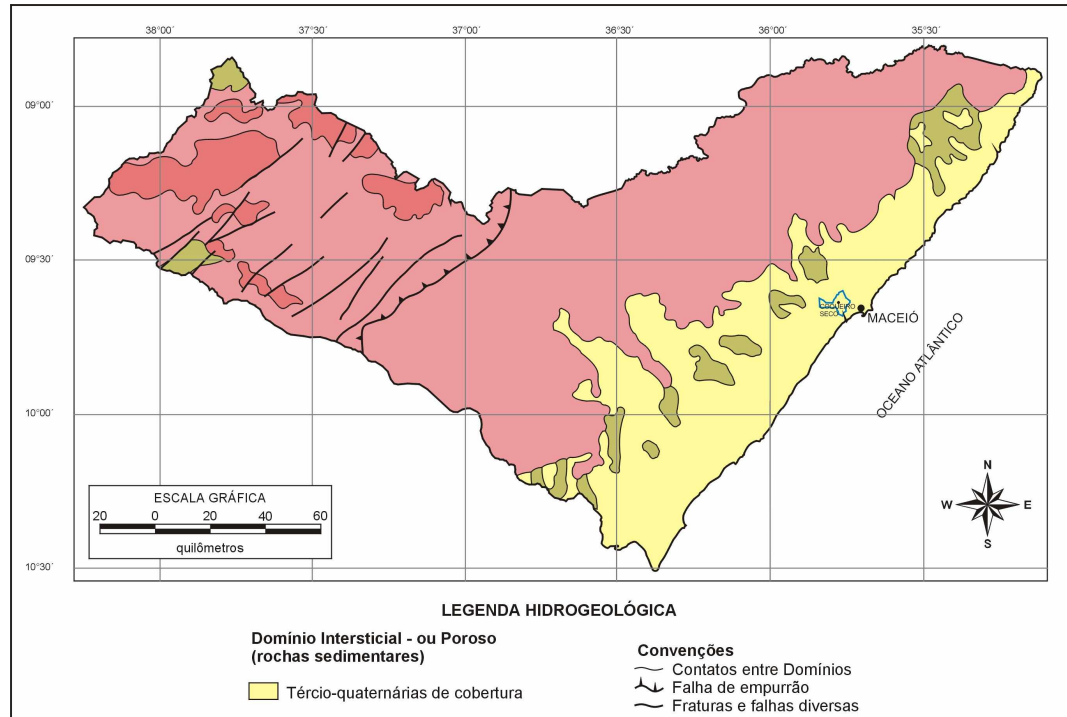 38°00´ 37°30´ 37°00´ 36°30´ 36°00´ 35°30´
09°00´
09°30´
COQUEIRO
SECO
MACEIÓ
OCEANO ATLÂNTICO
10°00´
N
W E
S
ESCALA GRÁFICA
20 0 20 40 60
quilômetros
10°30´
LEGENDA HIDROGEOLÓGICA
Domínio Intersticial - ou Poroso
(rochas sedimentares)
Tércio-quaternárias de cobertura
Convenções
Contatos entre Domínios
Falha de empurrão
Fraturas e falhas diversas